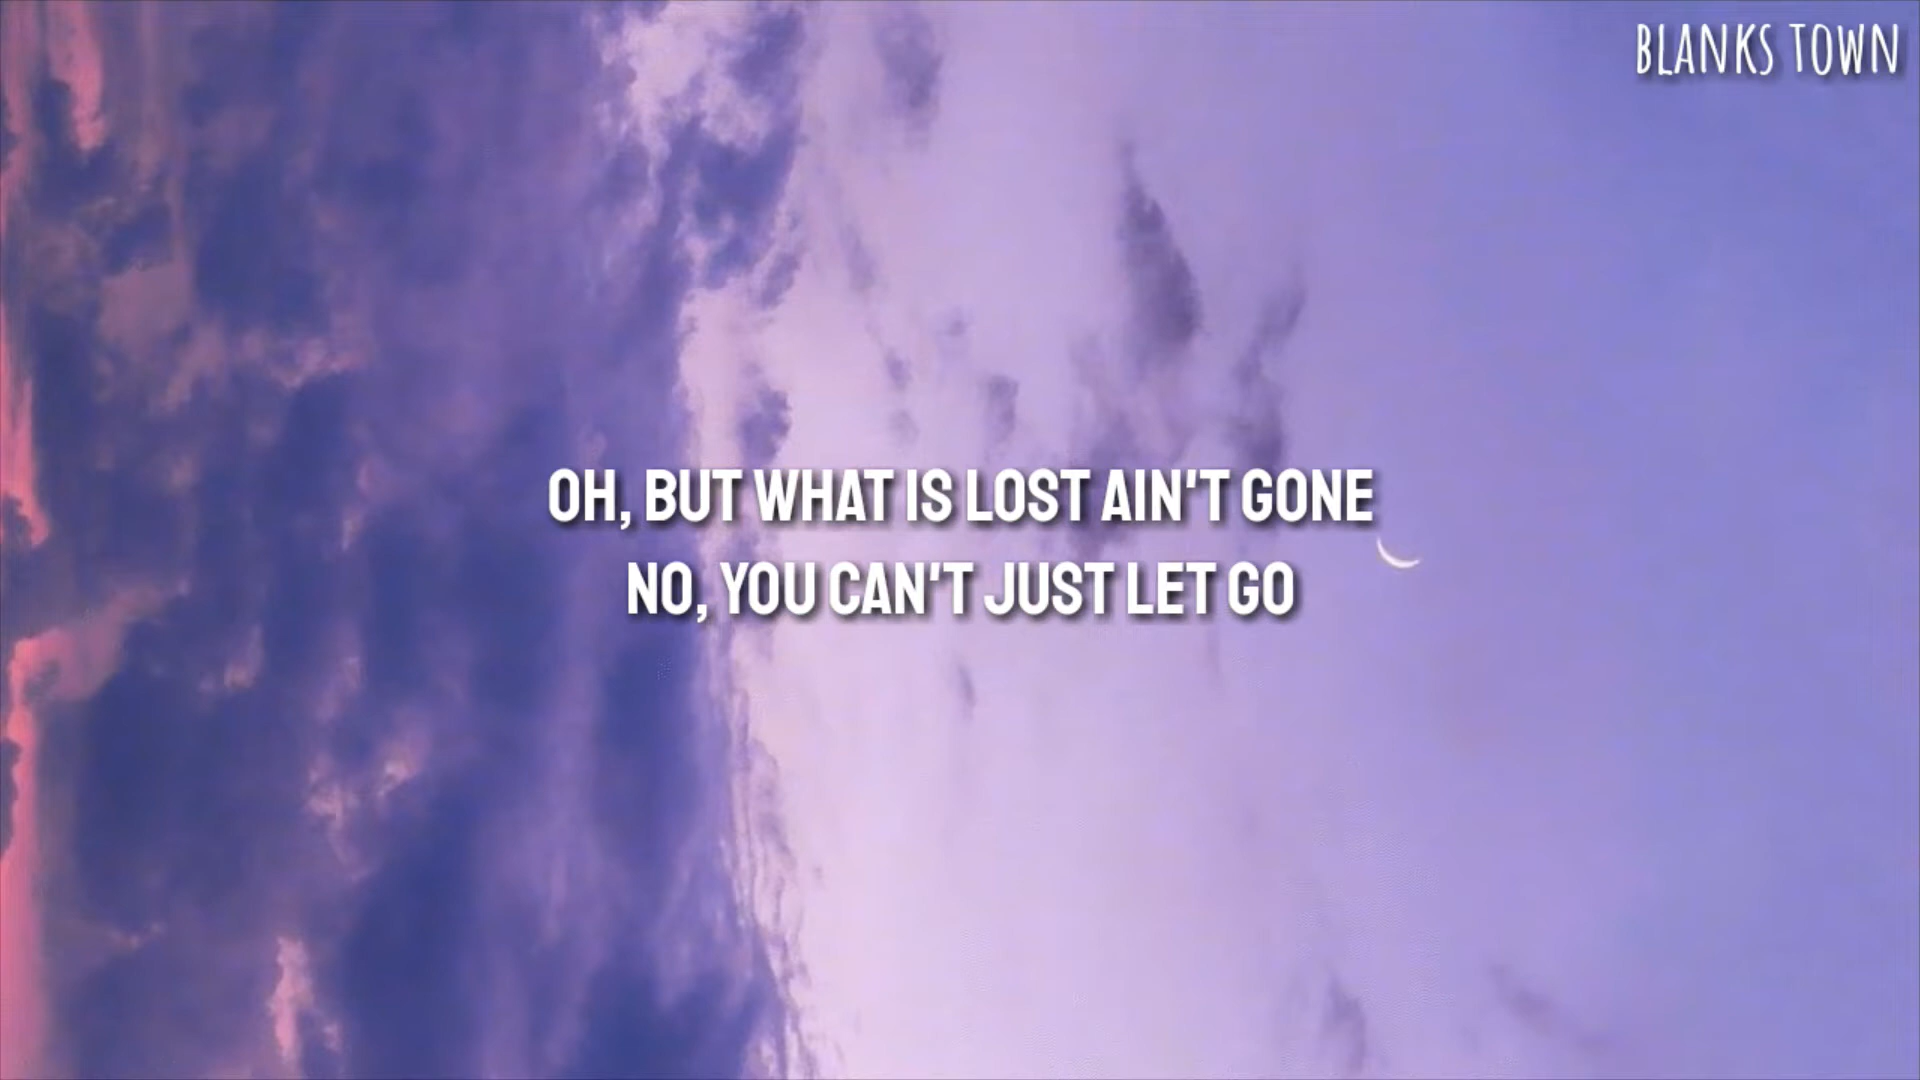 BLANKS TOWN
OH, BUT WHAT IS LOST AIN'T GONE
NO, YOU CAN'T JUST LET GO